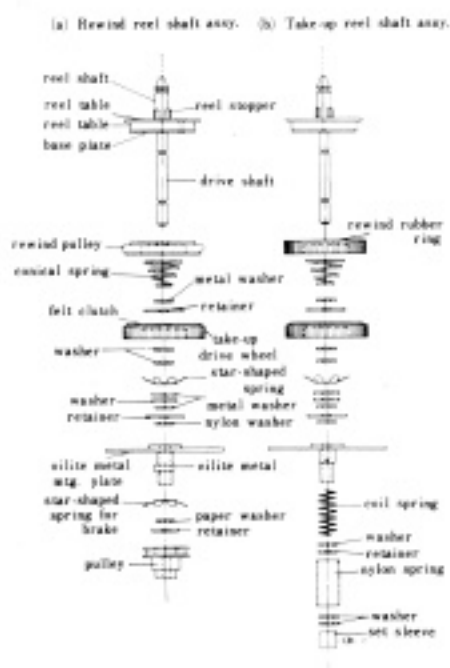 (a) Rewind reel shaft assy. (b) Take-up reel shaft assy.
reel shaft
reel table
reel stopper
reel table
base plate
drive shaft
rewind rubber
ring
rewind pulley
conical spring
metal washer
retainer
felt clutch
take-up
drive wheel
washer
star-shaped
spring
washer
metal washer
retainer
nylon washer
oilite metal
mtg. plate
oilite metal
star-shaped
spring for
brake
paper washer
retainer
pulley
coil spring
washer
retainer
nylon spring
washer
set sleeve